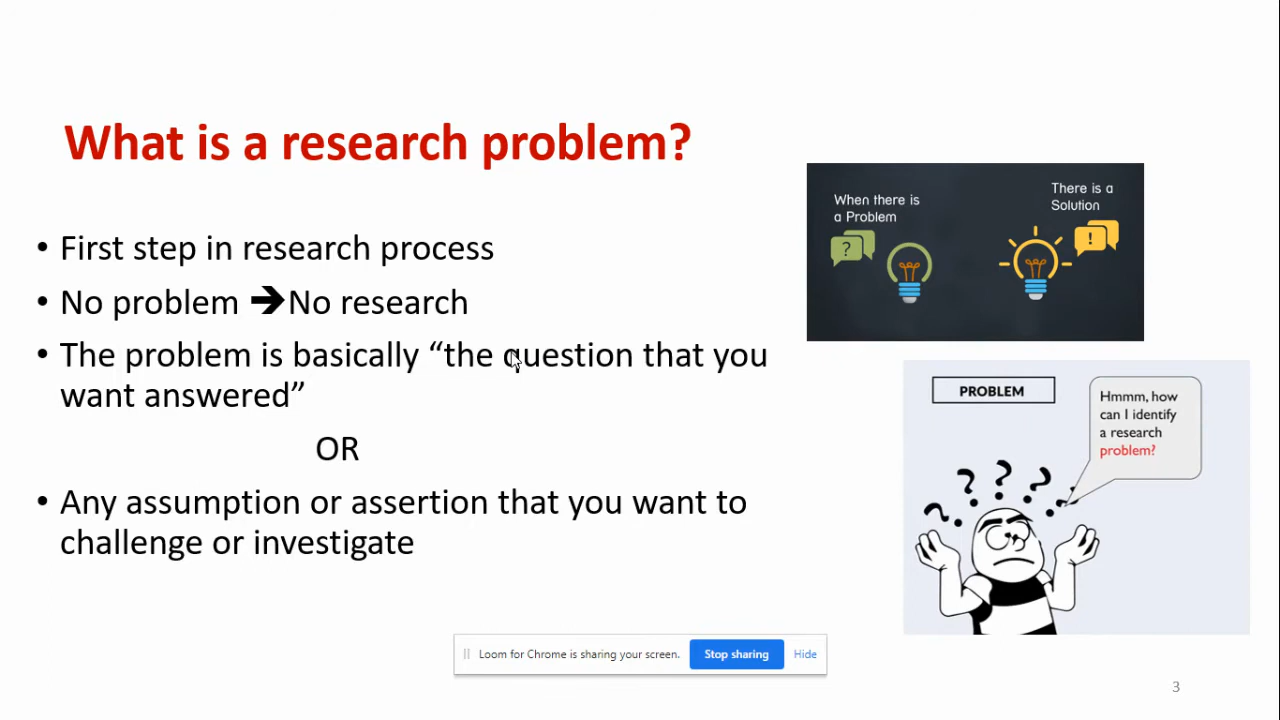 What is a research problem?
• First step in research process
• No problem ➔No research
• The problem is basically “the question that you
want answered”
OR
• Any assumption or assertion that you want to
challenge or investigate
When there is
a Problem
?
There is a
Solution
!
PROBLEM
Hmmm, how
can I identify
a research
problem?
? ? ? ? ?
Loom for Chrome is sharing your screen.
Stop sharing
Hide
3